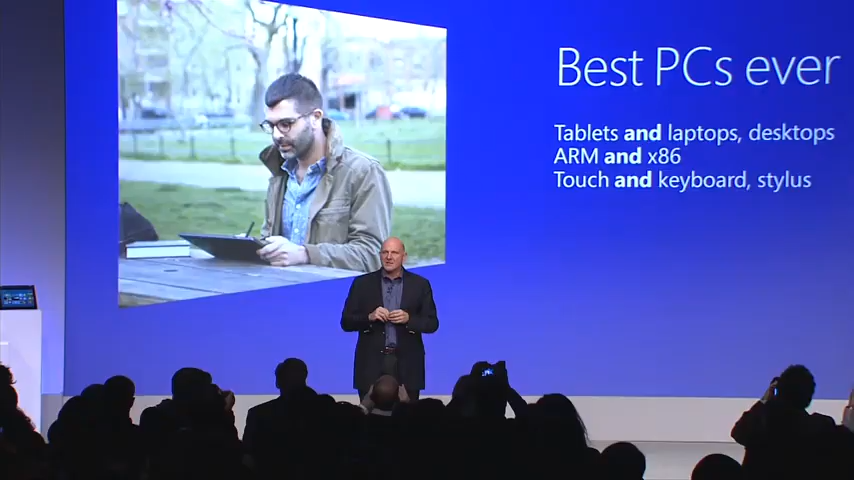 Best PCs ever
Tablets and laptops, desktops
ARM and x86
Touch and keyboard, stylus